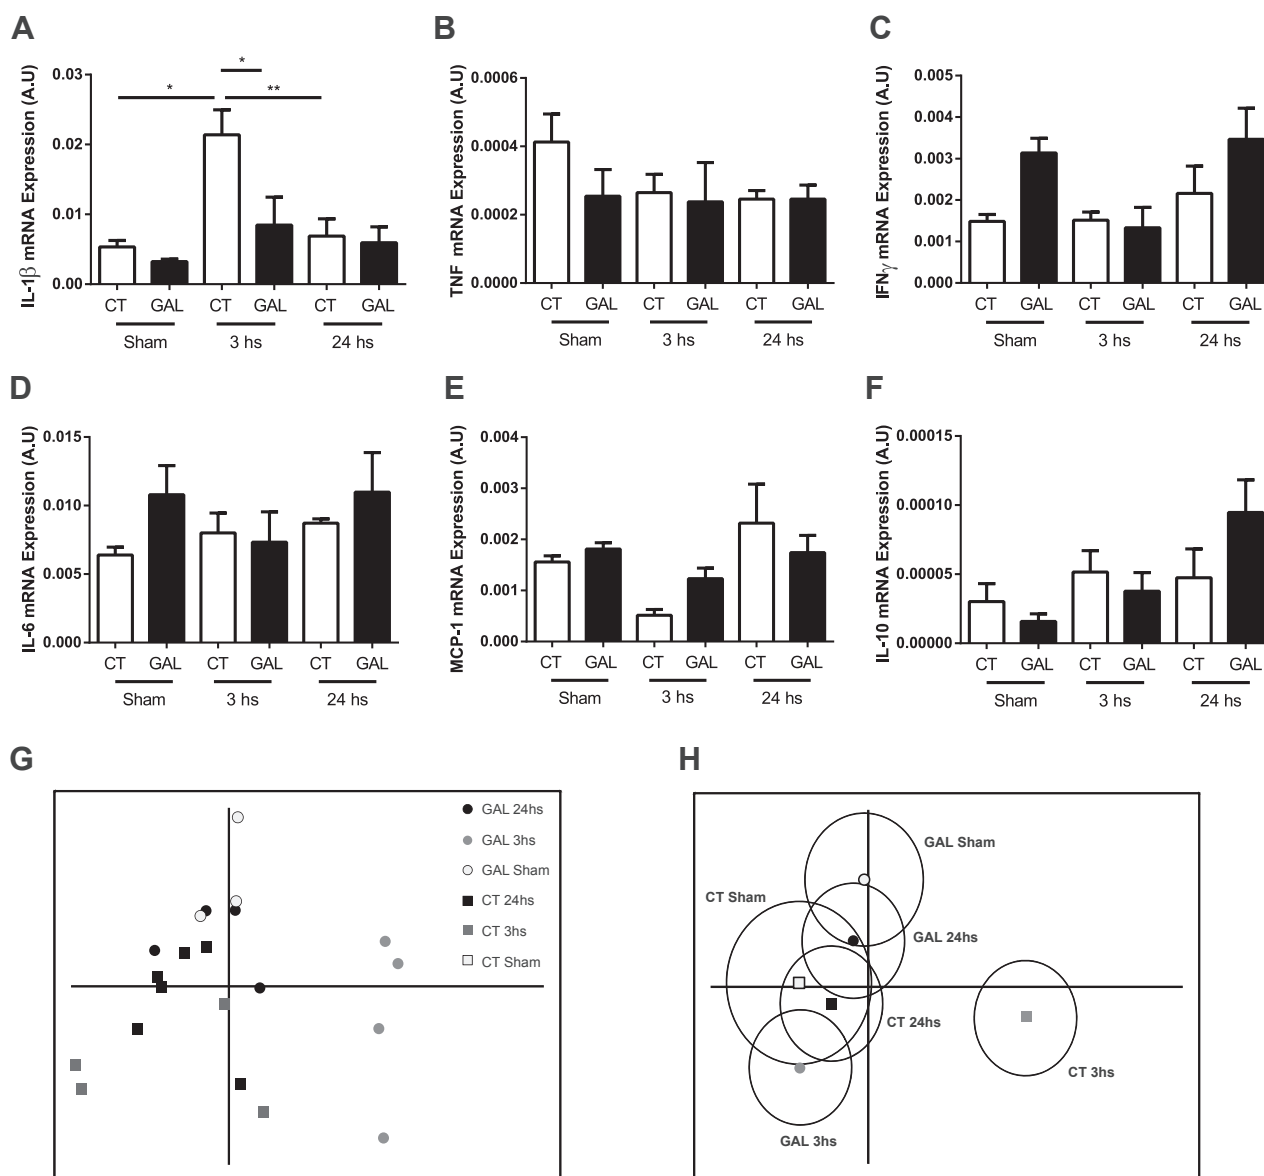 A
B
C
IL-1β mRNA Expression (A.U)
0.03
0.02
0.01
0.00
*
*
**
CT GAL CT GAL CT GAL
Sham 3 hs 24 hs
TNF mRNA Expression (A.U)
0.0006
0.0004
0.0002
0.0000
CT GAL CT GAL CT GAL
Sham 3 hs 24 hs
IFNγ mRNA Expression (A.U)
0.005
0.004
0.003
0.002
0.001
0.000
CT GAL CT GAL CT GAL
Sham 3 hs 24 hs
D
E
F
IL-6 mRNA Expression (A.U)
0.015
0.010
0.005
0.000
CT GAL CT GAL CT GAL
Sham 3 hs 24 hs
MCP-1 mRNA Expression (A.U)
0.004
0.003
0.002
0.001
0.000
CT GAL CT GAL CT GAL
Sham 3 hs 24 hs
IL-10 mRNA Expression (A.U)
0.00015
0.00010
0.00005
0.00000
CT GAL CT GAL CT GAL
Sham 3 hs 24 hs
G
GAL 24hs
GAL 3hs
GAL Sham
CT 24hs
CT 3hs
CT Sham
H
GAL Sham
CT Sham
GAL 24hs
CT 24hs
CT 3hs
GAL 3hs